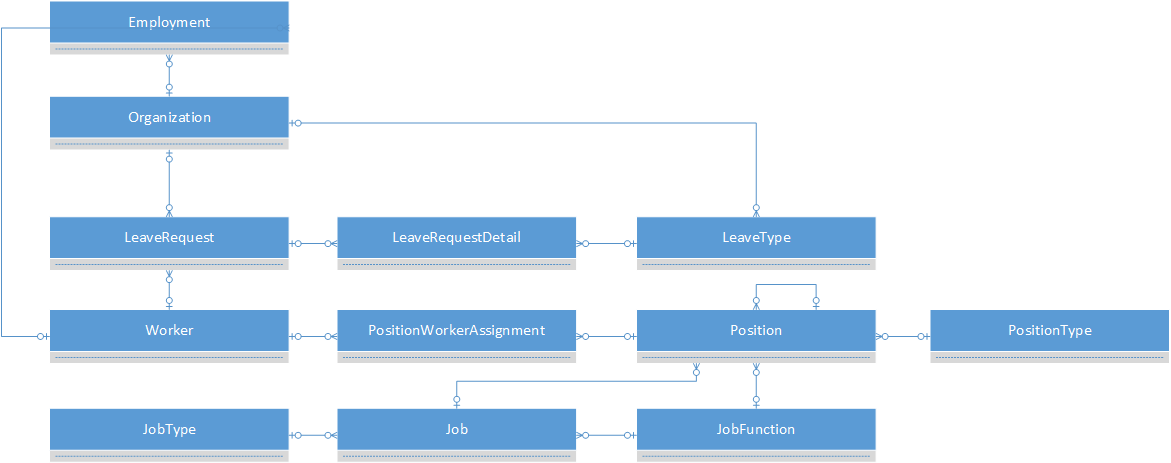 Employment
Organization
LeaveRequest
LeaveRequestDetail
LeaveType
Worker
PositionWorkerAssignment
Position
PositionType
JobType
Job
JobFunction